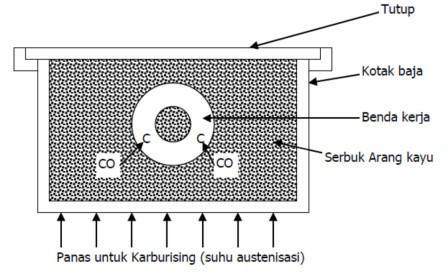 Tutup
Kotak baja
Benda kerja
C
C
Serbuk Arang kayu
CO
CO
Panas untuk Karburising (suhu austenisasi)